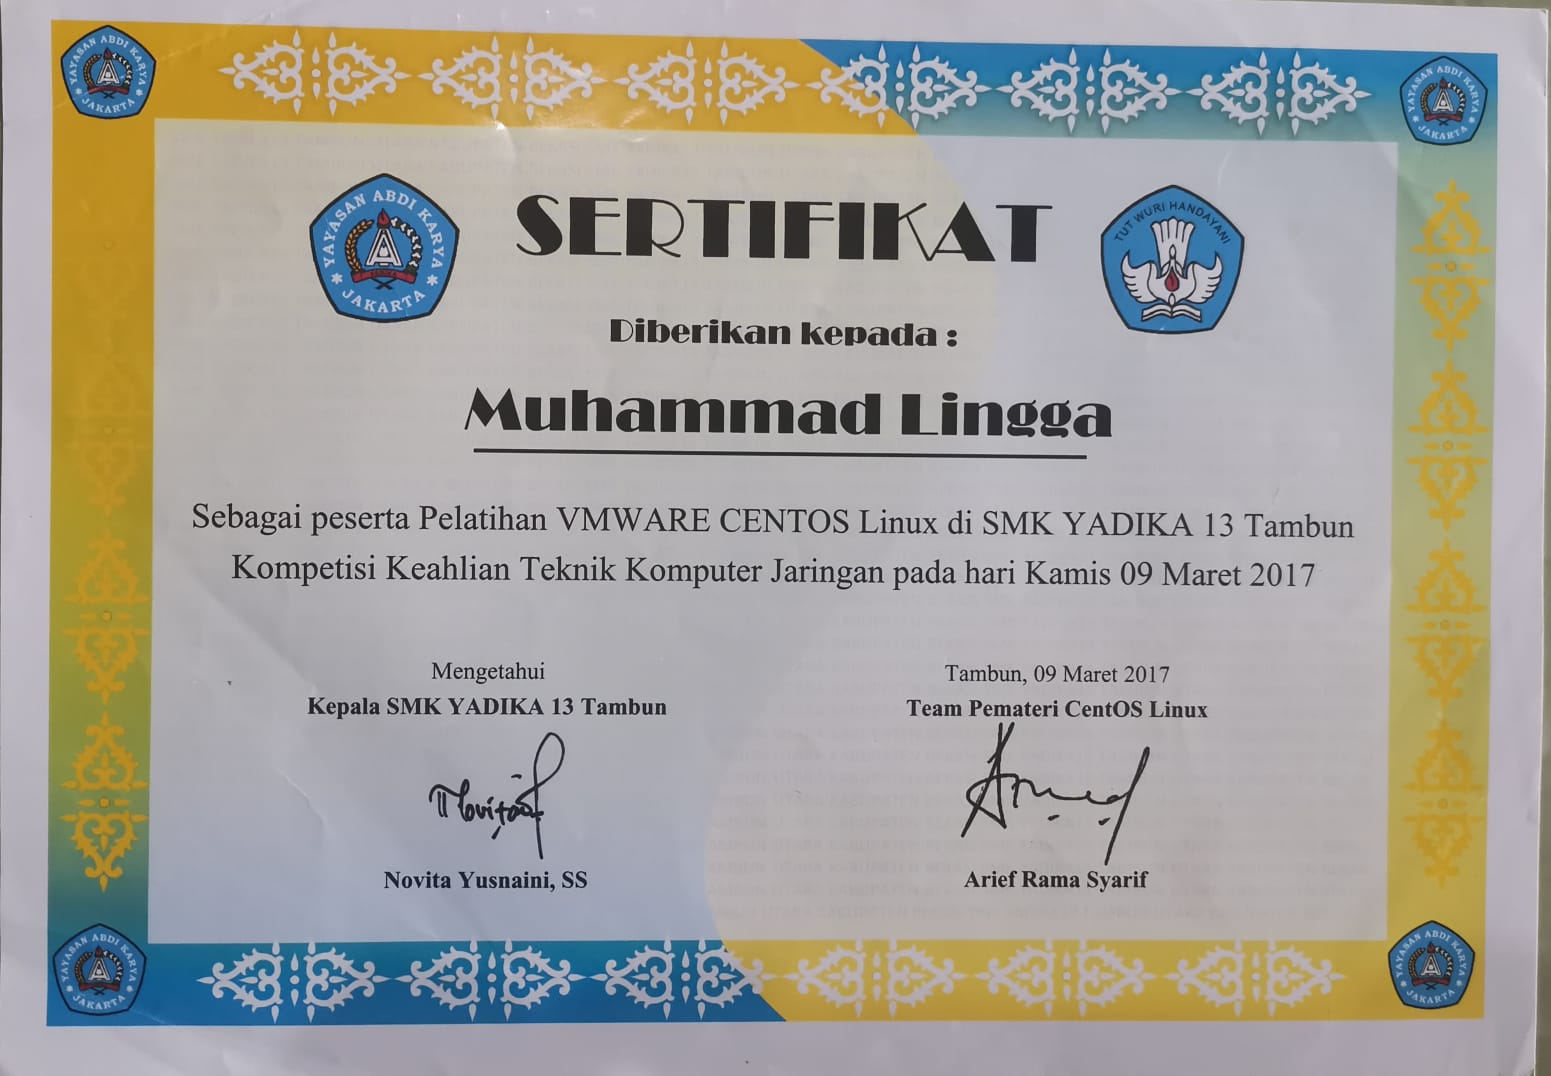 YAYASAN ABDI KARYA
JAKARTA
YAYASAN ABDI KARYA
JAKARTA
YAYASAN ABDI KARYA
JAKARTA
TUT WURI HANDAYANI
SERTIFIKAT
Diberikan kepada :
Muhammad Lingga
Sebagai peserta Pelatihan VMWARE CENTOS Linux di SMK YADIKA 13 Tambun
Kompetisi Keahlian Teknik Komputer Jaringan pada hari Kamis 09 Maret 2017
Mengetahui
Kepala SMK YADIKA 13 Tambun
Novita Yusnaini, SS
Tambun, 09 Maret 2017
Team Pemateri CentOS Linux
Arief Rama Syarif
YAYASAN ABDI KARYA
JAKARTA
YAYASAN ABDI KARYA
JAKARTA